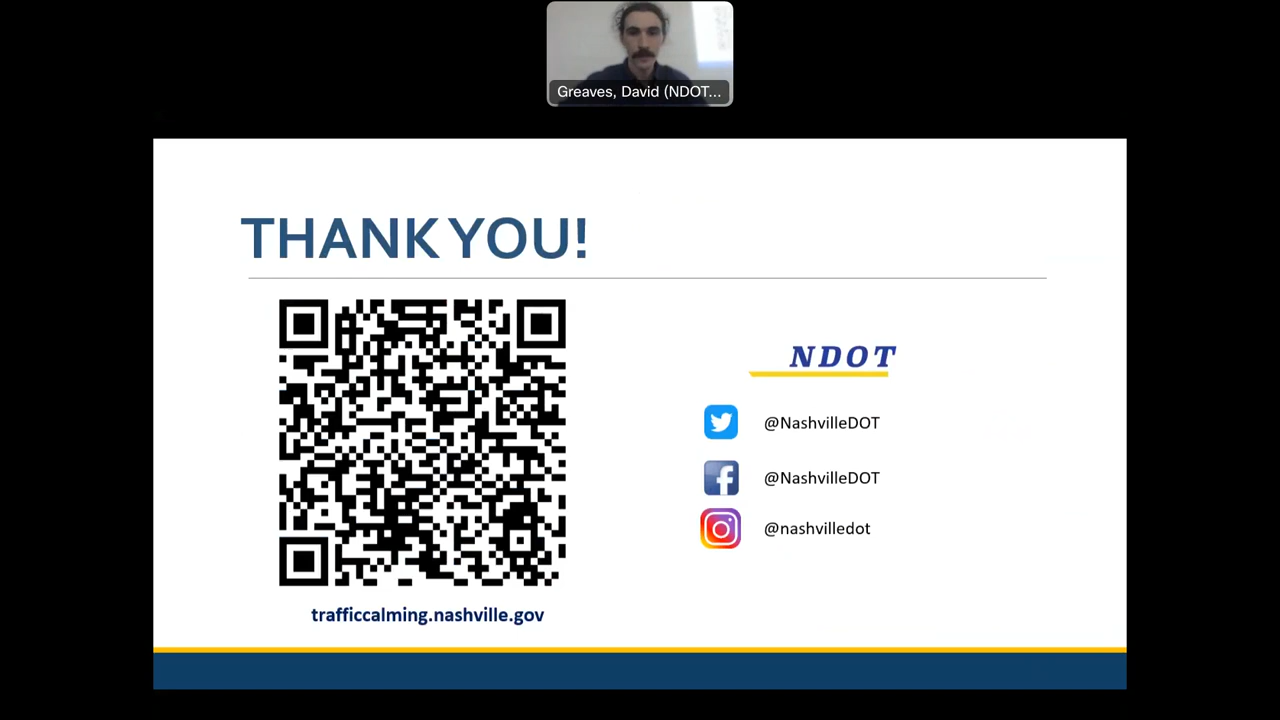 Greaves, David (NDOT...
THANK YOU!
NDOT
@NashvilleDOT
@NashvilleDOT
@nashvilledot
trafficcalming.nashville.gov